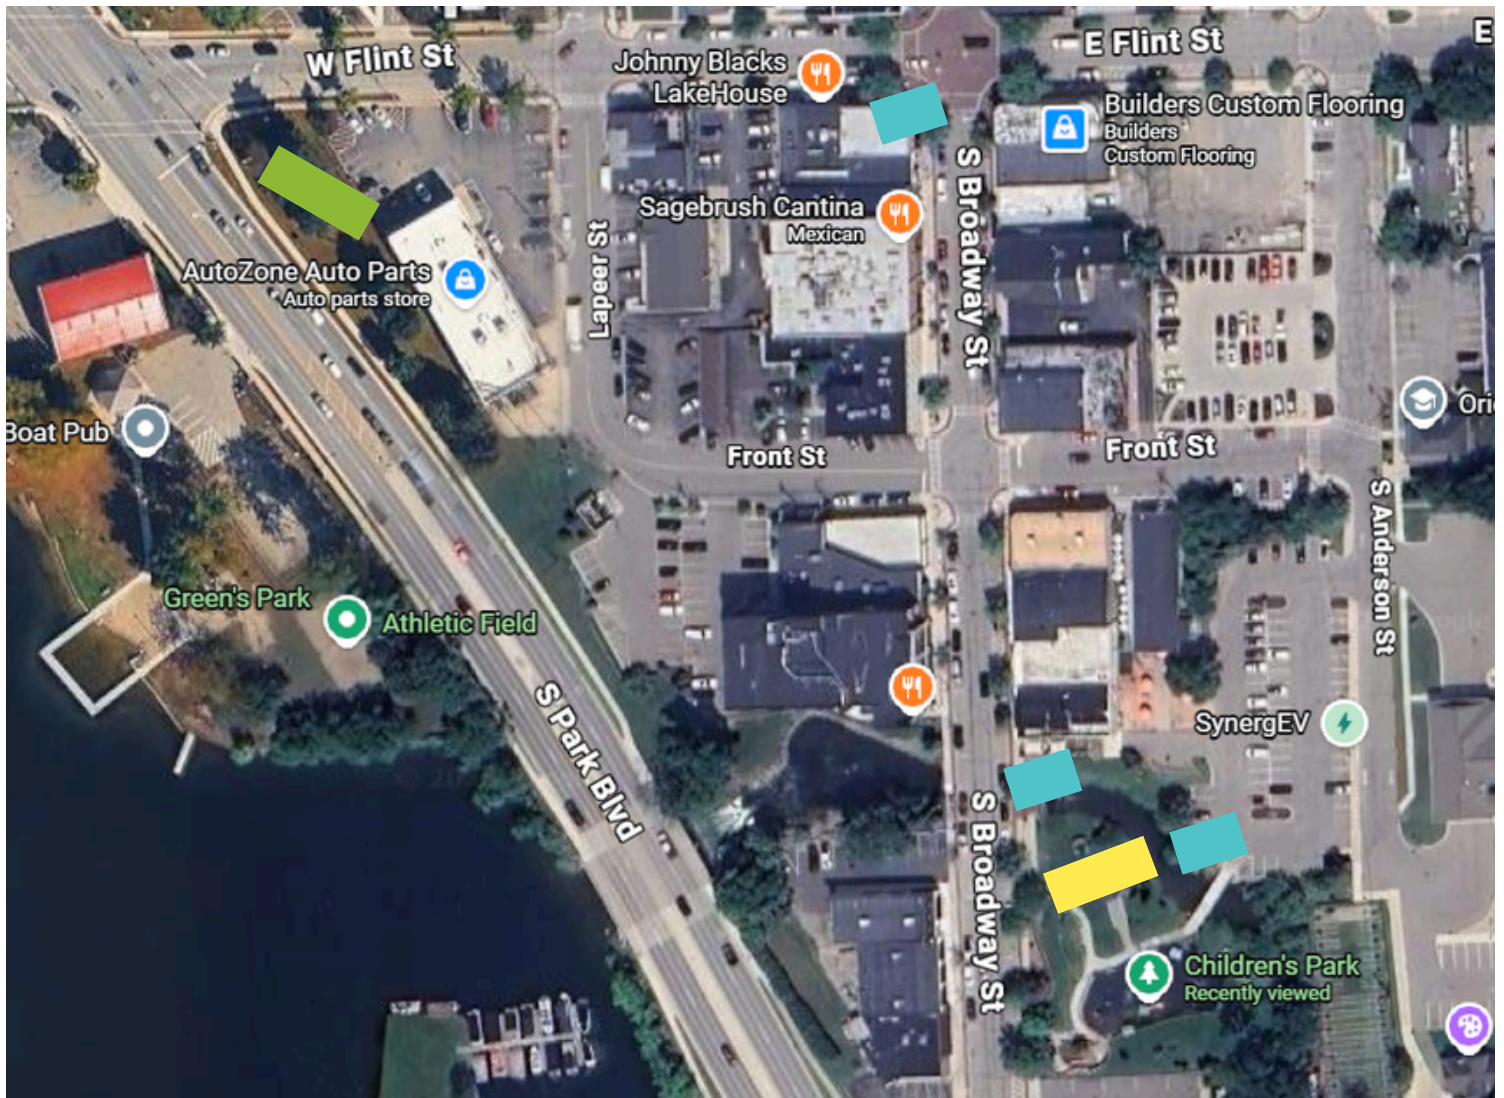 E
W Flint St
E Flint St
Johnny Blacks
LakeHouse
Builders Custom Flooring
Builders
Custom Flooring
S Broadway St
Sagebrush Cantina
Mexican
Lapeer St
AutoZone Auto Parts
Auto parts store
Boat Pub
Ori
Front St
Front St
S Anderson St
Green's Park
Athletic Field
S Park Blvd
SynergEV
S Broadway St
Children's Park
Recently viewed